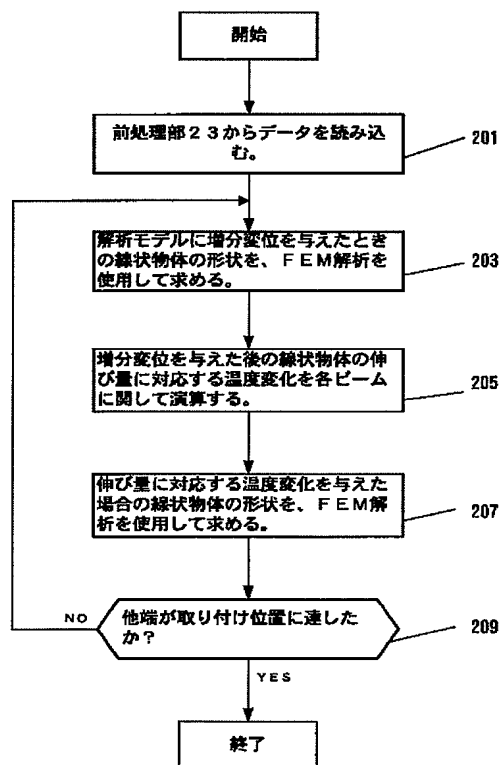 開始
前処理部２３からデータを読み込
む。
201
解析モデルに増分変位を与えたとき
の線状物体の形状を、ＦＥＭ解析を
使用して求める。
203
増分変位を与えた後の線状物体の伸
び量に対応する温度変化を各ビーム
に関して演算する。
205
伸び量に対応する温度変化を与えた
場合の線状物体の形状を、ＦＥＭ解
析を使用して求める。
207
NO
他端が取り付け位置に達した
か？
209
YES
終了